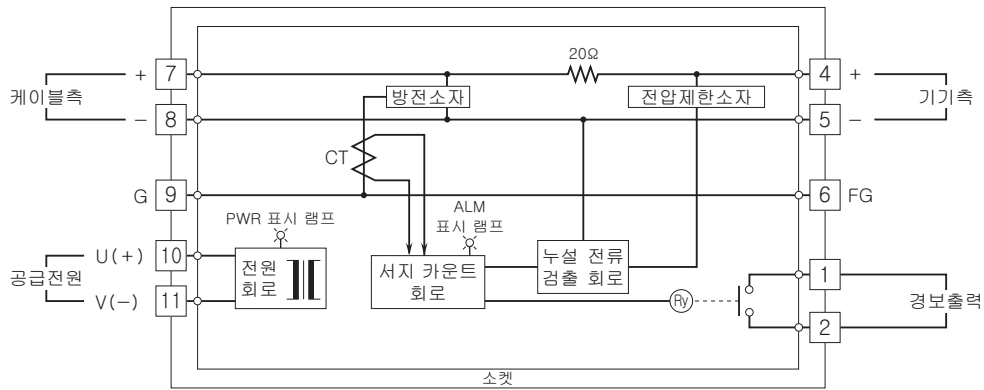 20Ω
+ 7
4 +
케이블측
방전소자
전압제한소자
기기측
− 8
5 −
CT
G 9
6 FG
PWR 표시 램프
ALM
표시 램프
U(+) 10
공급전원
V(−) 11
전원
회로
서지 카운트
회로
누설 전류
검출 회로
Ry
1
경보출력
2
소켓